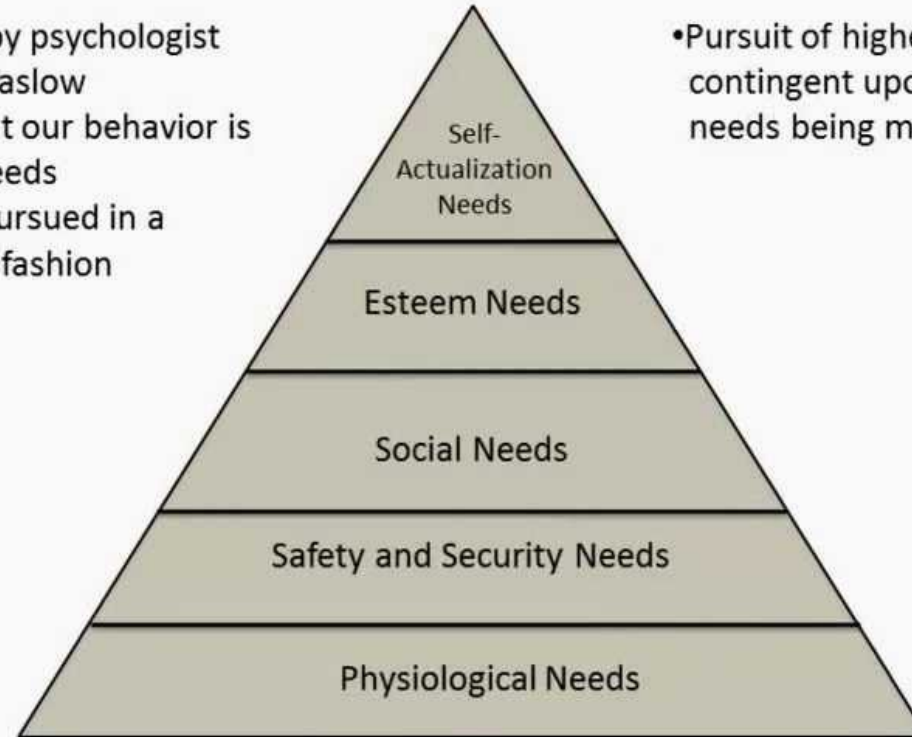 by psychologist
aslow
t our behavior is
eeds
ursued in a
fashion
•Pursuit of highe
contingent upo
needs being m
Self-
Actualization
Needs
Esteem Needs
Social Needs
Safety and Security Needs
Physiological Needs